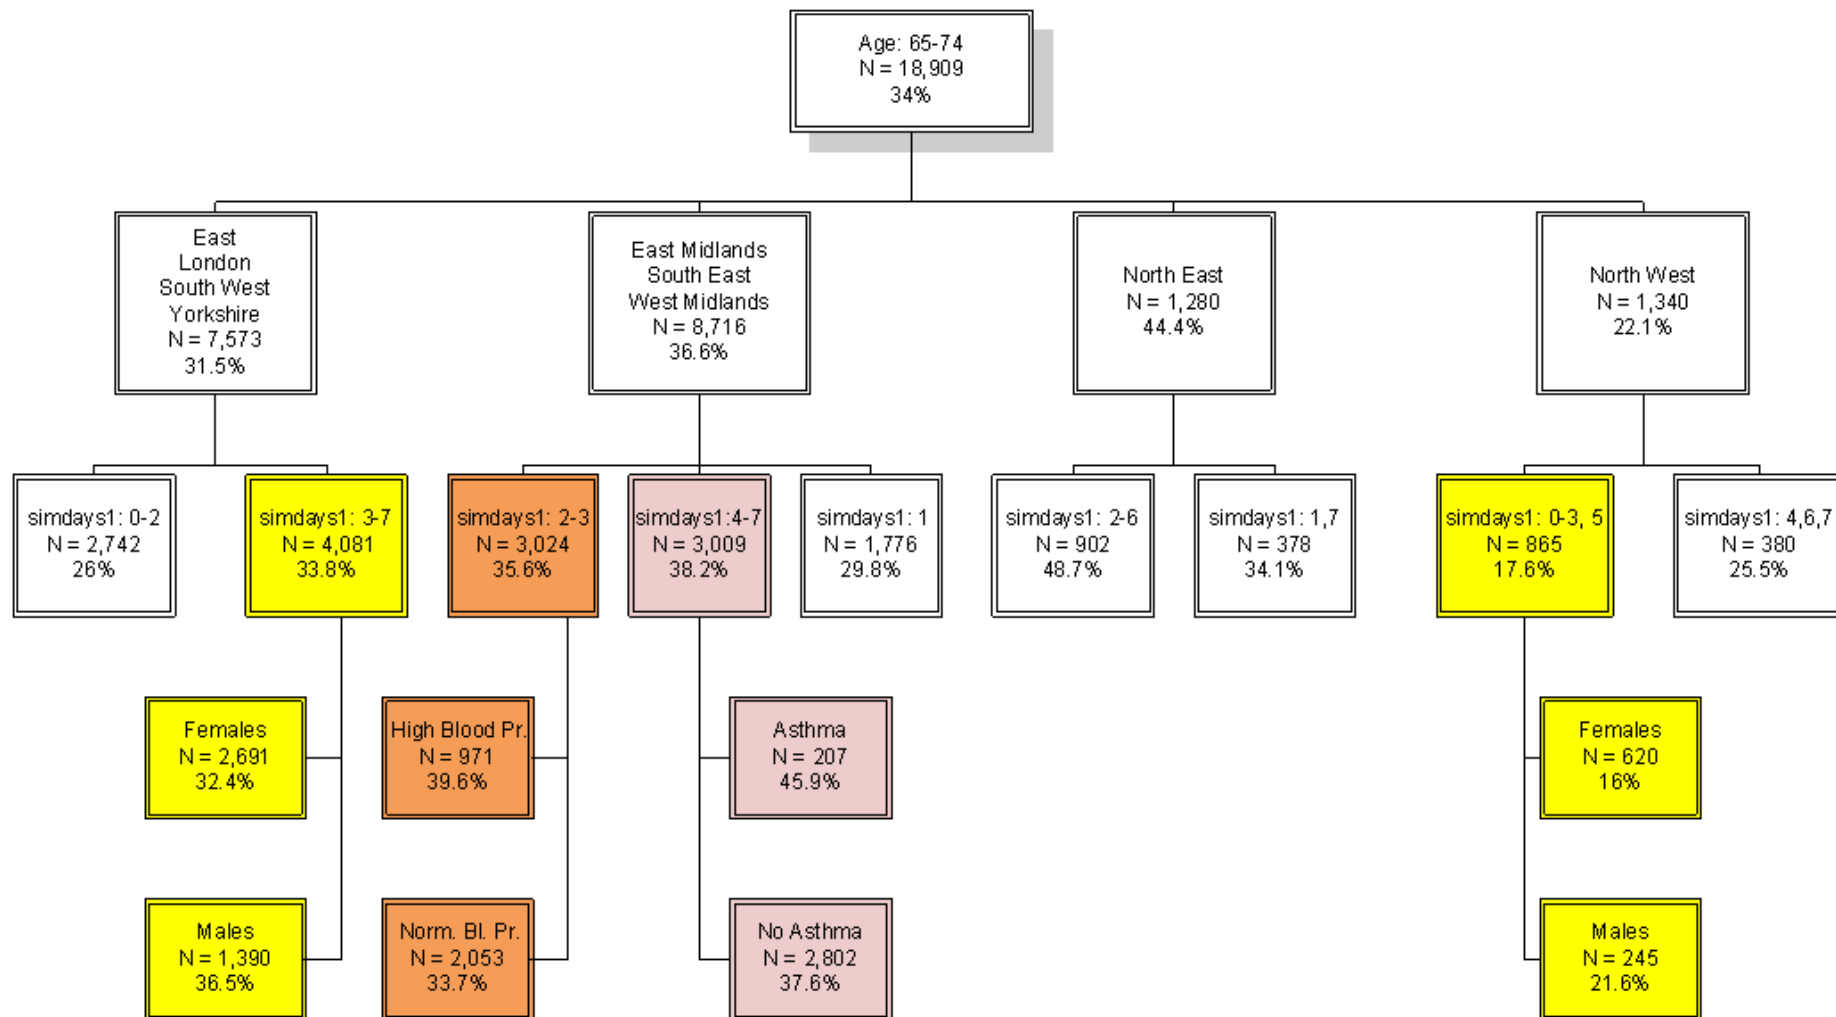 Age: 65-74
N = 18,909
34%
East
London
South West
Yorkshire
N = 7,573
31.5%
East Midlands
South East
West Midlands
N = 8,716
36.6%
North East
N = 1,280
44.4%
North West
N = 1,340
22.1%
simdays1: 0-2
N = 2,742
26%
simdays1: 3-7
N = 4,081
33.8%
simdays1: 2-3
N = 3,024
35.6%
simdays1:4-7
N = 3,009
38.2%
simdays1: 1
N = 1,776
29.8%
simdays1: 2-6
N = 902
48.7%
simdays1: 1,7
N = 378
34.1%
simdays1: 0-3, 5
N = 865
17.6%
simdays1: 4,6,7
N = 380
25.5%
Females
N = 2,691
32.4%
High Blood Pr.
N = 971
39.6%
Asthma
N = 207
45.9%
Females
N = 620
16%
Males
N = 1,390
36.5%
Norm. Bl. Pr.
N = 2,053
33.7%
No Asthma
N = 2,802
37.6%
Males
N = 245
21.6%